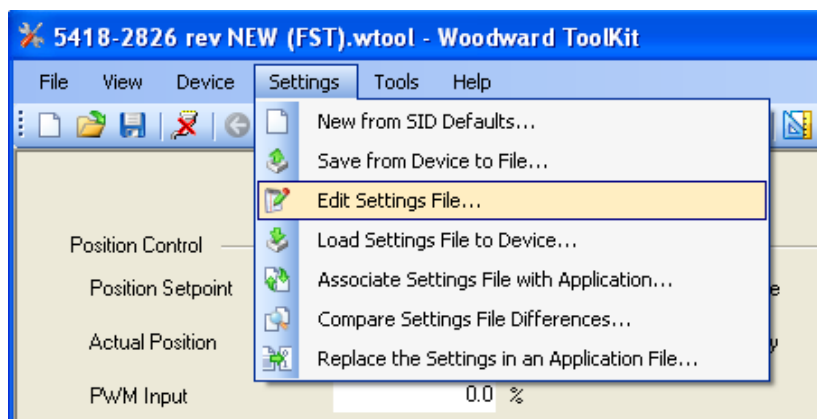 5418-2826 rev NEW (FST).wtool - Woodward ToolKit
File View Device Settings Tools Help
New from SID Defaults...
Save from Device to File...
Edit Settings File...
Position Control
Load Settings File to Device...
Position Setpoint
Associate Settings File with Application...
Compare Settings File Differences...
Actual Position
Replace the Settings in an Application File...
PWM Input 0.0 %